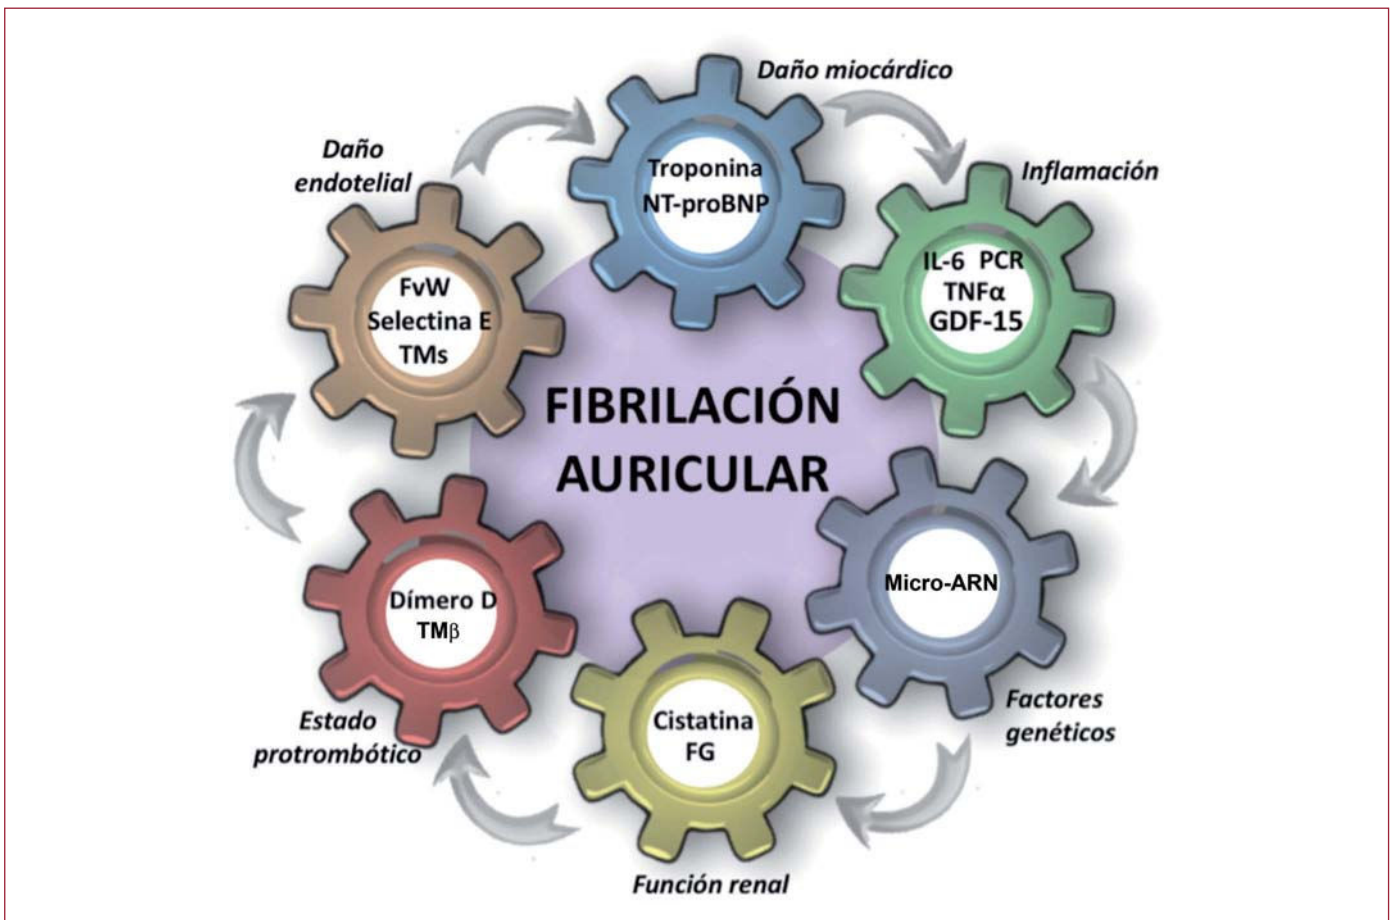 Daño miocárdico
Troponina
NT-proBNP
Inflamación
IL-6 PCR
TNFα
GDF-15
Factores
genéticos
Micro-ARN
Función renal
Cistatina
FG
Estado
protrombótico
Dímero D
TMβ
Daño
endotelial
FvW
Selectina E
TMs
FIBRILACIÓN
AURICULAR